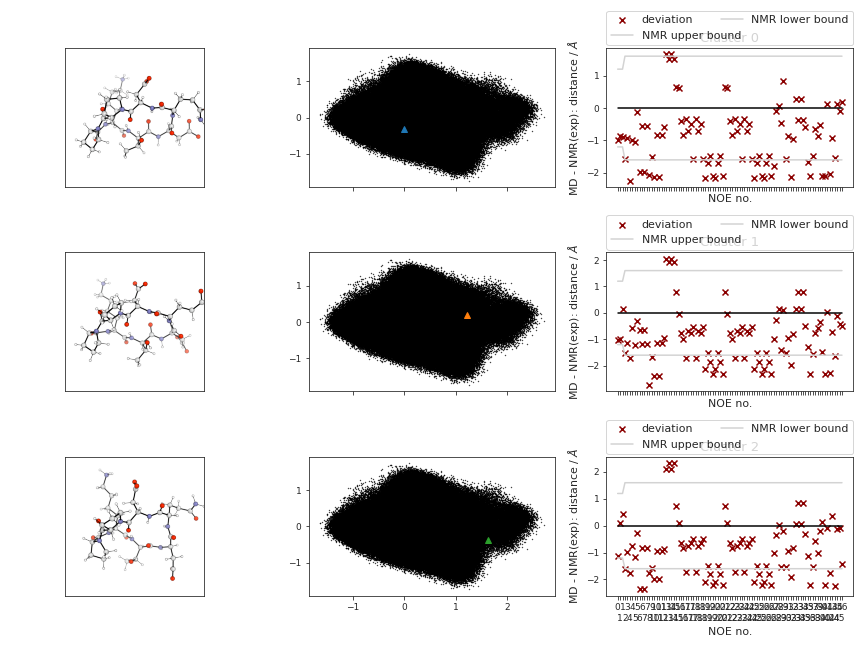 deviation
NMR lower bound
NMR upper bound
Cluster 0
1
0
−1
MD - NMR(exp): distance / Å
1
0
−1
−2
NOE no.
deviation
NMR lower bound
NMR upper bound
Cluster 1
1
0
−1
MD - NMR(exp): distance / Å
2
1
0
−1
−2
NOE no.
deviation
NMR lower bound
NMR upper bound
Cluster 2
1
0
−1
−1
0
1
2
MD - NMR(exp): distance / Å
2
1
0
−1
−2
NOE no.